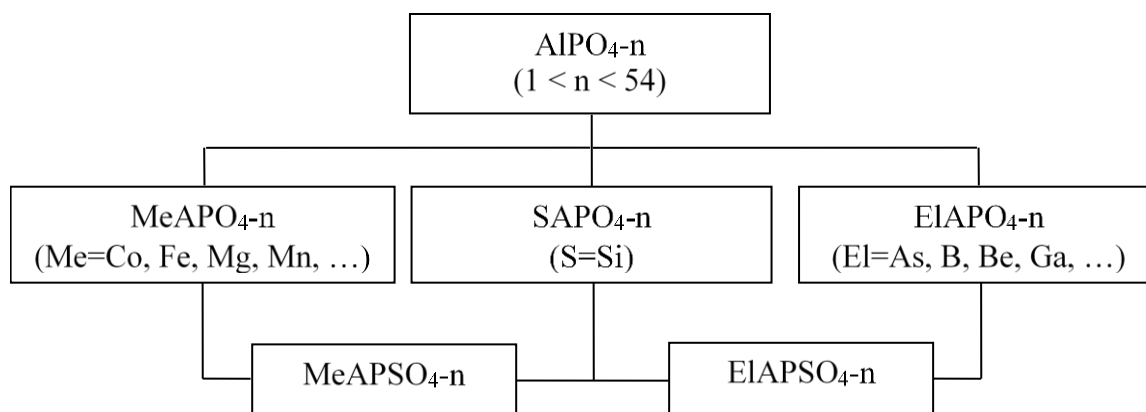 AlPO₄-n
(1 < n < 54)
MeAPO₄-n
(Me=Co, Fe, Mg, Mn, …)
SAPO₄-n
(S=Si)
ElAPO₄-n
(El=As, B, Be, Ga, …)
MeAPSO₄-n
ElAPSO₄-n